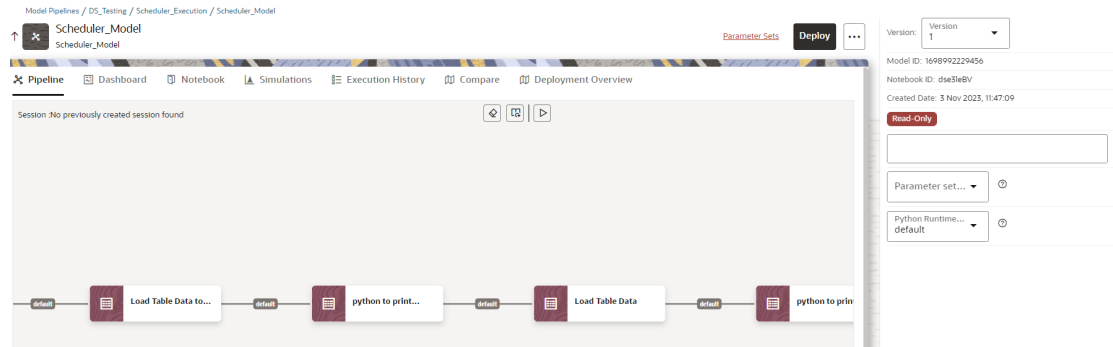 Model Pipelines / DS_Testing / Scheduler_Execution / Scheduler_Model
Scheduler_Model
Scheduler_Model
Parameter Sets
Deploy
Pipeline
Dashboard
Notebook
Simulations
Execution History
Compare
Deployment Overview
Session :No previously created session found
default
Load Table Data to...
default
python to print...
default
Load Table Data
default
python to prin
Version:
Version
1
Model ID: 1698992229456
Notebook ID: dse3leBV
Created Date: 3 Nov 2023, 11:47:09
Read-Only
Parameter set...
Python Runtime...
default